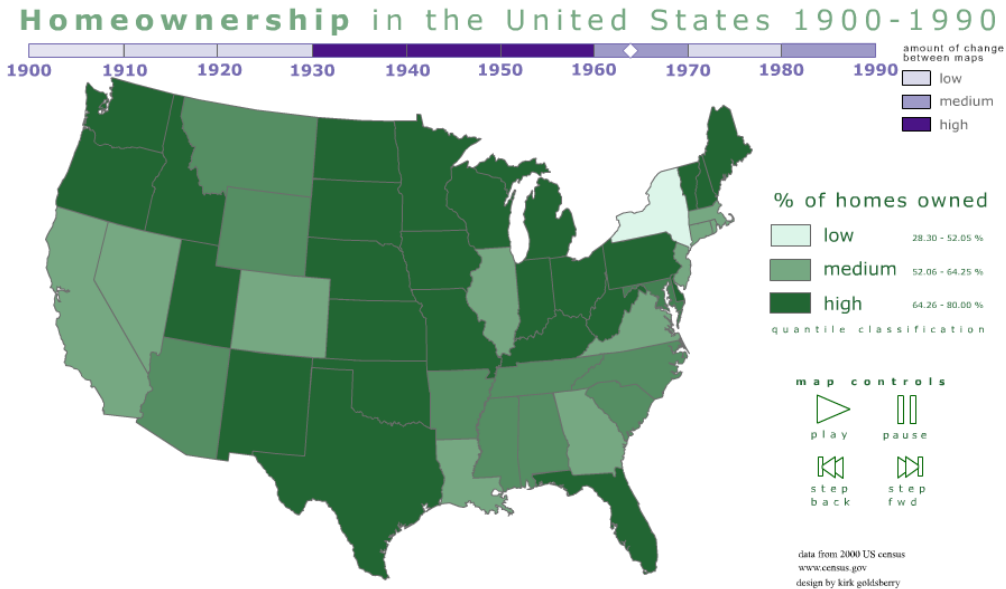 Homeownership in the United States 1900-1990
1900 1910 1920 1930 1940 1950 1960 1970 1980 1990
amount of change
between maps
low
medium
high
% of homes owned
low 28.30 - 52.05 %
medium 52.06 - 64.25 %
high 64.26 - 80.00 %
quantile classification
map controls
play pause
step step
back fwd
data from 2000 US census
www.census.gov
design by kirk goldsberry